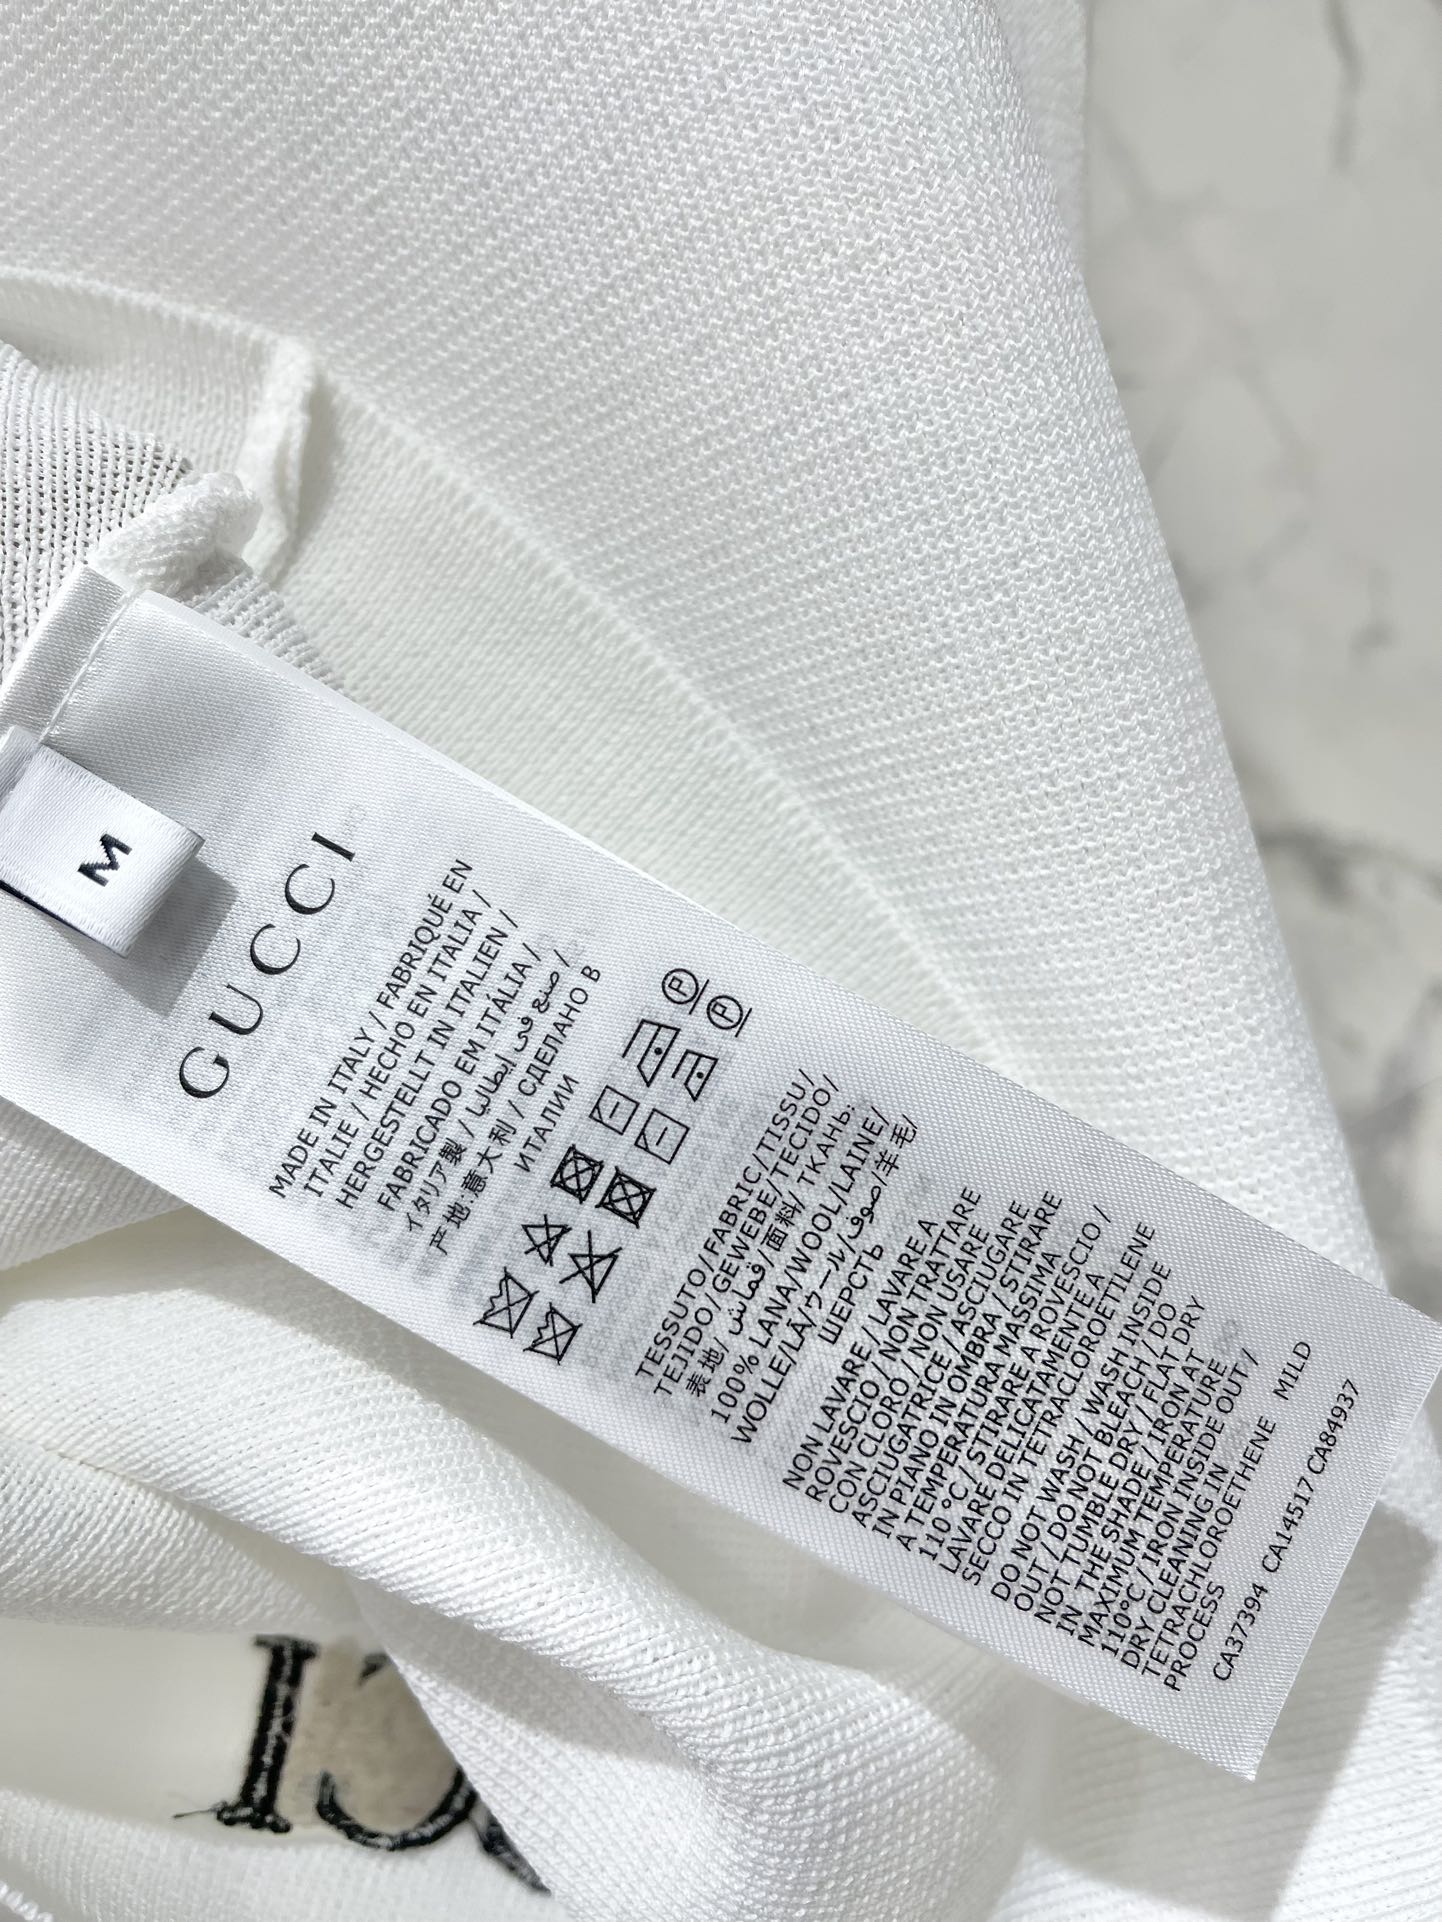 M
GUCCI
MADE IN ITALY / FABRIQUÉ EN
ITALIE / HECHO EN ITALIA /
HERGESTELLT IN ITALIEN /
FABRICADO EM ITÁLIA /
イタリア製 / صنع في إيطاليا /
产地:意大利 / СДЕЛАНО В
ИТАЛИИ
P
P
TESSUTO/FABRIC/TISSU/
TEJIDO/GEWEBE/TECIDO/
表地/ قماش /面料/ ТКАНЬ:
100% LANA/WOOL/LAINE/
WOLLE/LÃ/ウール/صوف/羊毛/
ШЕРСТЬ
NON LAVARE / LAVARE A
ROVESCIO / NON TRATTARE
CON CLORO / NON USARE
ASCIUGATRICE / ASCIUGARE
IN PIANO IN OMBRA / STIRARE
A TEMPERATURA MASSIMA
110 °C / STIRARE A ROVESCIO /
LAVARE DELICATAMENTE A
SECCO IN TETRACLOROETILENE
DO NOT WASH / WASH INSIDE
OUT / DO NOT BLEACH / DO
NOT TUMBLE DRY / FLAT DRY
IN THE SHADE / IRON AT
MAXIMUM TEMPERATURE
110°C / IRON INSIDE OUT /
DRY CLEANING IN
TETRACHLOROETHENE MILD
PROCESS
CA37394 CA14517 CA84937